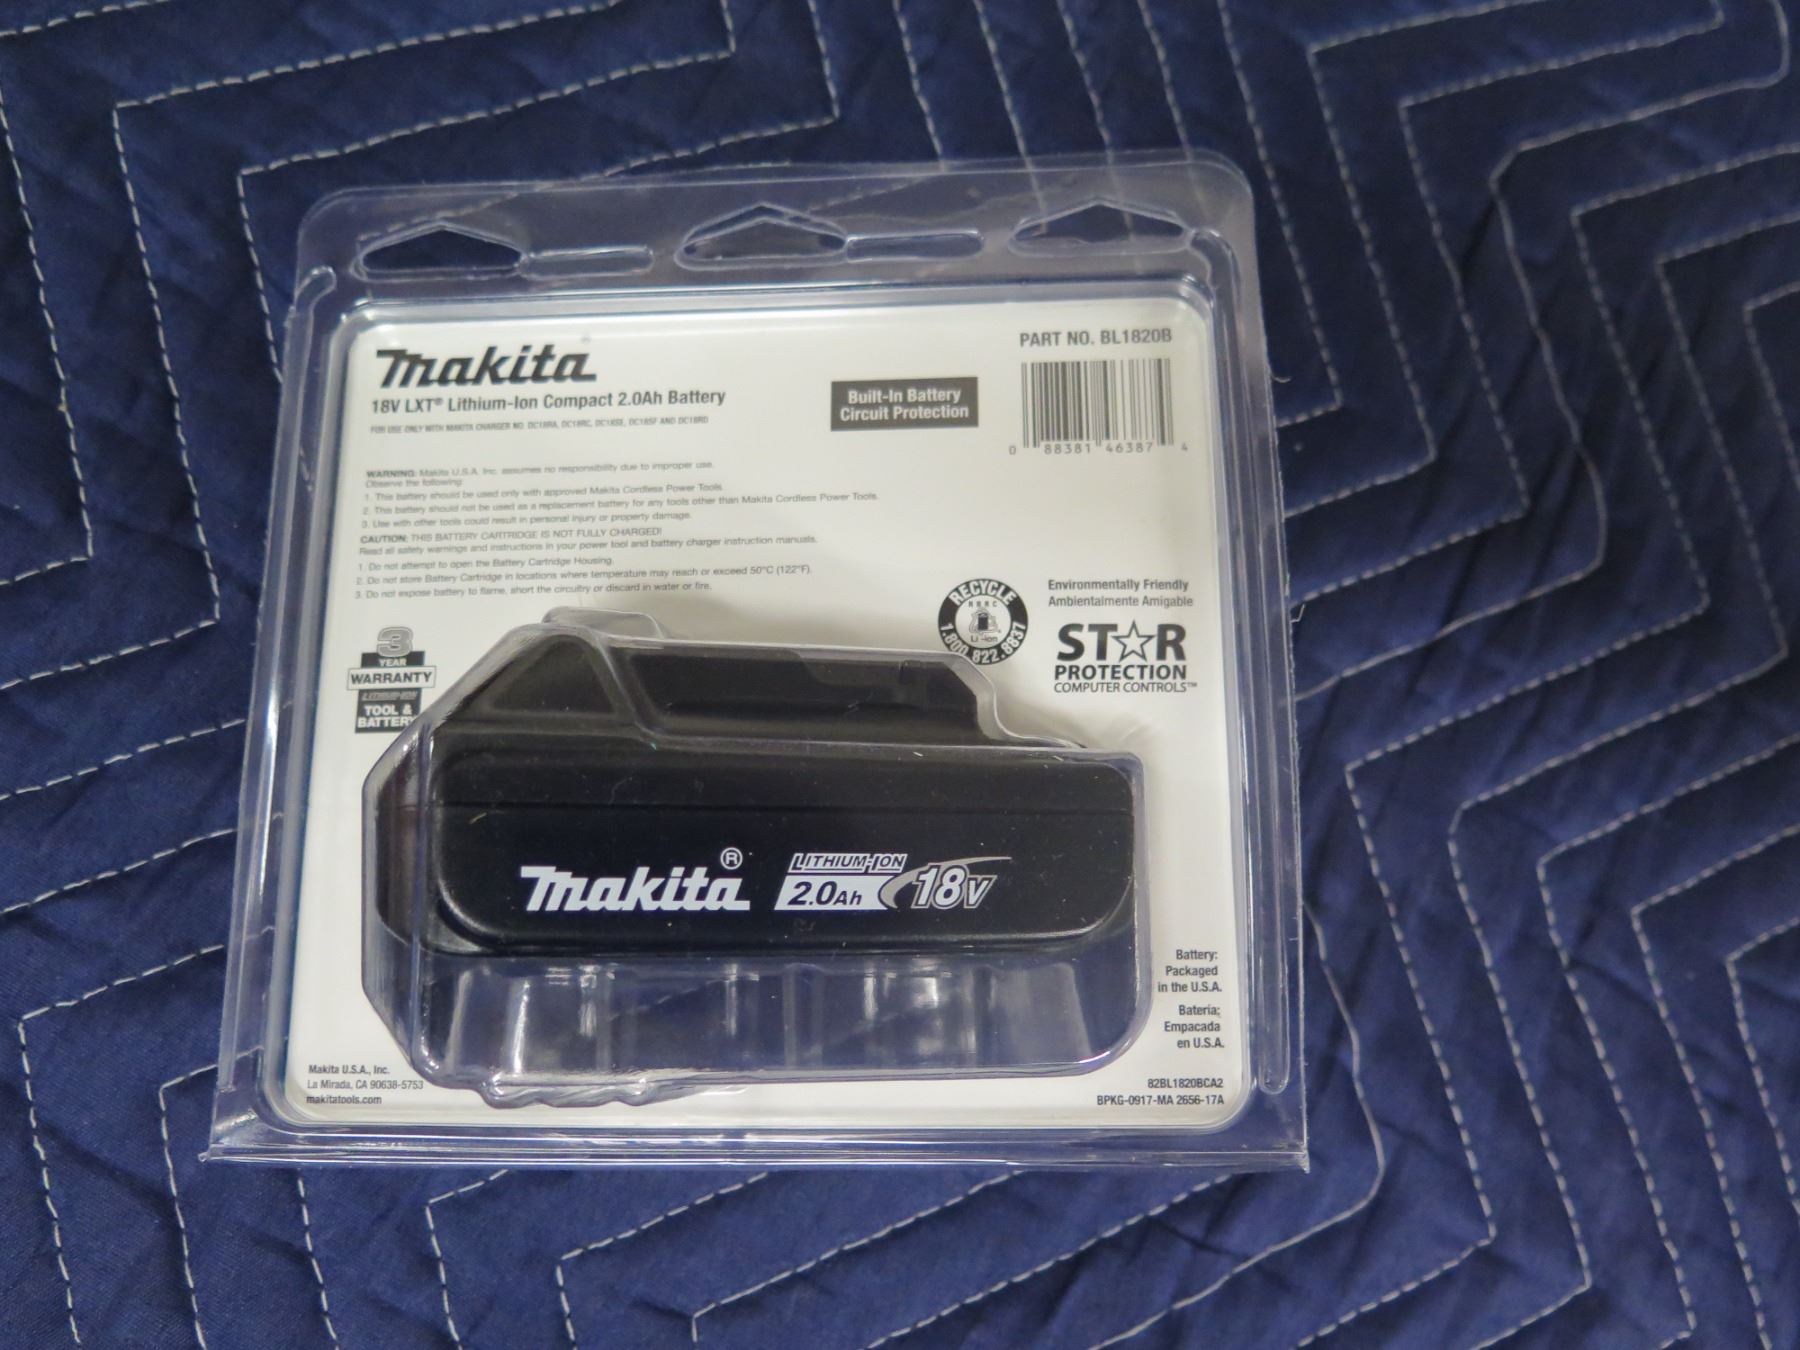 Makita®
18V LXT® Lithium-Ion Compact 2.0Ah Battery
FOR USE ONLY WITH MAKITA CHARGER NO. DC18RA, DC18RC, DC18SE, DC18SF AND DC18RD
Built-In Battery
Circuit Protection
PART NO. BL1820B
0 88381 46387 4
WARNING: Makita U.S.A. Inc. assumes no responsibility due to improper use.
Observe the following:
1. This battery should be used only with approved Makita Cordless Power Tools.
2. This battery should not be used as a replacement battery for any tools other than Makita Cordless Power Tools.
3. Use with other tools could result in personal injury or property damage.
CAUTION: THIS BATTERY CARTRIDGE IS NOT FULLY CHARGED!
Read all safety warnings and instructions in your power tool and battery charger instruction manuals.
1. Do not attempt to open the Battery Cartridge Housing.
2. Do not store Battery Cartridge in locations where temperature may reach or exceed 50°C (122°F).
3. Do not expose battery to flame, short the circuitry or discard in water or fire.
RECYCLE
RBRC
Li-ion
1.800.822.8837
Environmentally Friendly
Ambientalmente Amigable
STAR
PROTECTION
COMPUTER CONTROLS™
3
YEAR
WARRANTY
LITHIUM-ION
TOOL &
BATTERY
Makita®
LITHIUM-ION
2.0Ah
18V
Battery:
Packaged
in the U.S.A.
Batería:
Empacada
en U.S.A.
Makita U.S.A., Inc.
La Mirada, CA 90638-5753
makitatools.com
82BL1820BCA2
BPKG-0917-MA 2656-17A